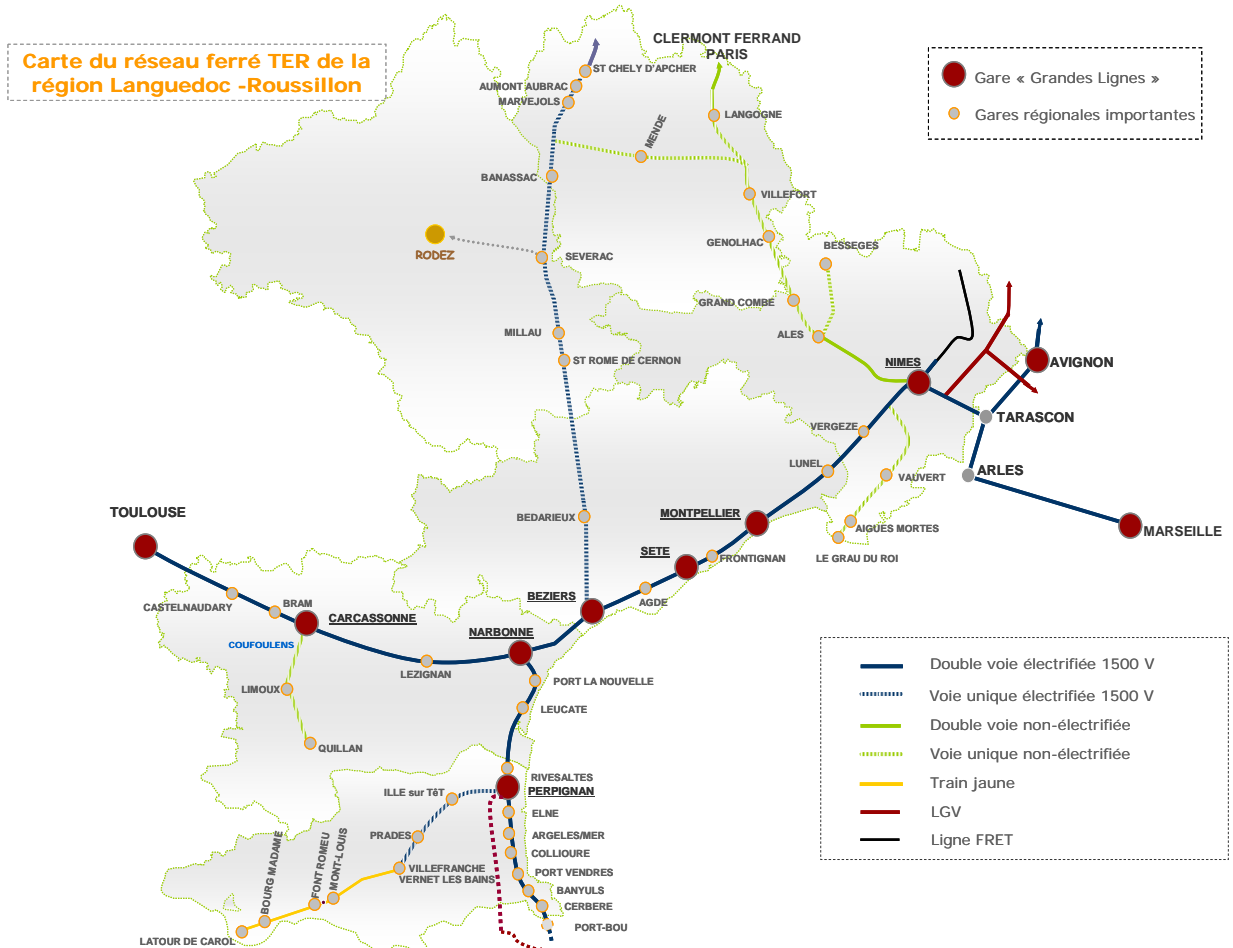 Carte du réseau ferré TER de la
région Languedoc -Roussillon
CLERMONT FERRAND
PARIS
Gare « Grandes Lignes »
Gares régionales importantes
ST CHELY D'APCHER
AUMONT AUBRAC
MARVEJOLS
LANGOGNE
MENDE
BANASSAC
VILLEFORT
RODEZ
SEVERAC
GENOLHAC
BESSEGES
GRAND COMBE
MILLAU
ALES
ST ROME DE CERNON
NIMES
AVIGNON
TARASCON
VERGEZE
LUNEL
VAUVERT
ARLES
TOULOUSE
BEDARIEUX
MONTPELLIER
AIGUES MORTES
MARSEILLE
SETE
FRONTIGNAN
LE GRAU DU ROI
BEZIERS
AGDE
CASTELNAUDARY
BRAM
CARCASSONNE
NARBONNE
COUFOULENS
LEZIGNAN
LIMOUX
PORT LA NOUVELLE
LEUCATE
QUILLAN
RIVESALTES
ILLE sur TêT
PERPIGNAN
ELNE
PRADES
ARGELES/MER
COLLIOURE
VILLEFRANCHE
VERNET LES BAINS
PORT VENDRES
BANYULS
BOURG MADAME
FONT ROMEU
MONT-LOUIS
CERBERE
PORT-BOU
LATOUR DE CAROL
Double voie électrifiée 1500 V
Voie unique électrifiée 1500 V
Double voie non-électrifiée
Voie unique non-électrifiée
Train jaune
LGV
Ligne FRET